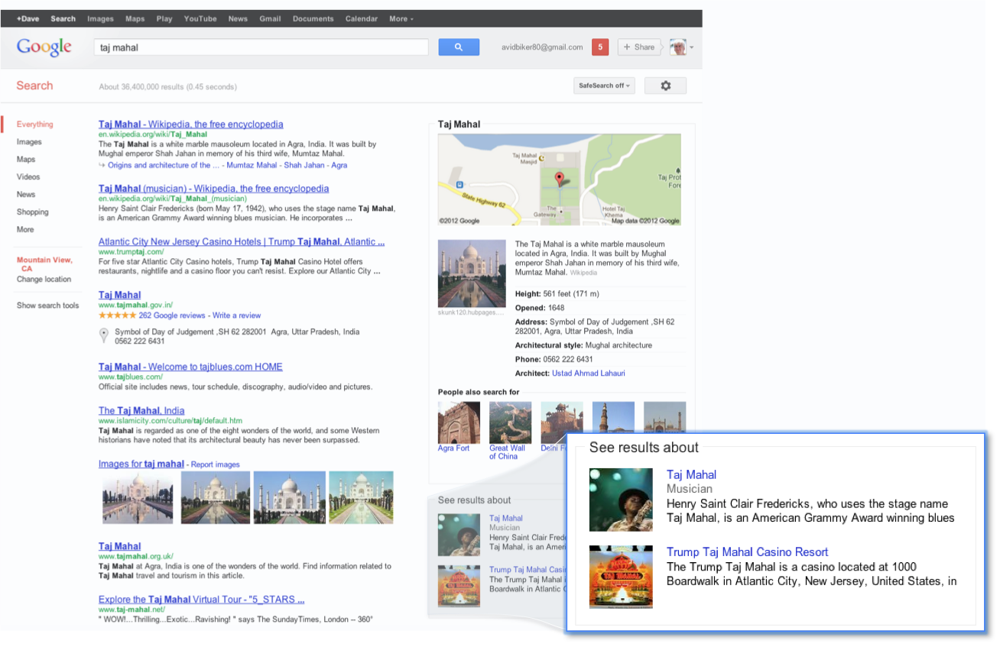 +Dave Search Images Maps Play YouTube News Gmail Documents Calendar More
Google
taj mahal
avidbiker80@gmail.com
5
+ Share
Search
About 36,400,000 results (0.45 seconds)
SafeSearch off
Everything
Images
Maps
Videos
News
Shopping
More
Mountain View,
CA
Change location
Show search tools
Taj Mahal - Wikipedia, the free encyclopedia
en.wikipedia.org/wiki/Taj_Mahal
The Taj Mahal is a white marble mausoleum located in Agra, India. It was built by
Mughal emperor Shah Jahan in memory of his third wife, Mumtaz Mahal.
Origins and architecture of the ... - Mumtaz Mahal - Shah Jahan - Agra
Taj Mahal (musician) - Wikipedia, the free encyclopedia
en.wikipedia.org/wiki/Taj_Mahal_(musician)
Henry Saint Clair Fredericks (born May 17, 1942), who uses the stage name Taj Mahal,
is an American Grammy Award winning blues musician. He incorporates ...
Atlantic City New Jersey Casino Hotels | Trump Taj Mahal, Atlantic ...
www.trumptaj.com/
For five star Atlantic City Casino hotels, Trump Taj Mahal Casino Hotel offers
restaurants, nightlife and a casino floor you can't resist. Explore our Atlantic City ...
Taj Mahal
www.tajmahal.gov.in/
262 Google reviews - Write a review
Symbol of Day of Judgement ,SH 62 282001 Agra, Uttar Pradesh, India
0562 222 6431
Taj Mahal - Welcome to tajblues.com HOME
www.tajblues.com/
Official site includes news, tour schedule, discography, audio/video and pictures.
The Taj Mahal, India
www.islamicity.com/culture/taj/default.htm
Taj Mahal is regarded as one of the eight wonders of the world, and some Western
historians have noted that its architectural beauty has never been surpassed.
Images for taj mahal - Report images
Taj Mahal
www.tajmahal.org.uk/
Taj Mahal at Agra, India is one of the wonders of the world. Find information related to
Taj Mahal travel and tourism in this article.
Explore the Taj Mahal Virtual Tour - "5_STARS ...
www.taj-mahal.net/
" WOW!...Thrilling...Exotic...Ravishing! " says The SundayTimes, London -- 360°
Taj Mahal
Taj Mahal
Masjid
Taj Prot
Fore
State Highway 62
The
Gateway
Hotel Taj
Khema
©2012 Google
Map data ©2012 Google
skunk120.hubpages....
The Taj Mahal is a white marble mausoleum
located in Agra, India. It was built by Mughal
emperor Shah Jahan in memory of his third wife,
Mumtaz Mahal. Wikipedia
Height: 561 feet (171 m)
Opened: 1648
Address: Symbol of Day of Judgement ,SH 62
282001, Agra, Uttar Pradesh, India
Architectural style: Mughal architecture
Phone: 0562 222 6431
Architect: Ustad Ahmad Lahauri
People also search for
Agra Fort
Great Wall
of China
Delhi F
See results about
Taj Mahal
Musician
Henry Saint Clair Fred
Taj Mahal, is an Ameri
Trump Taj Mahal Casi
The Trump Taj Mahal i
Boardwalk in Atlantic C
See results about
Taj Mahal
Musician
Henry Saint Clair Fredericks, who uses the stage name
Taj Mahal, is an American Grammy Award winning blues
Trump Taj Mahal Casino Resort
The Trump Taj Mahal is a casino located at 1000
Boardwalk in Atlantic City, New Jersey, United States, in